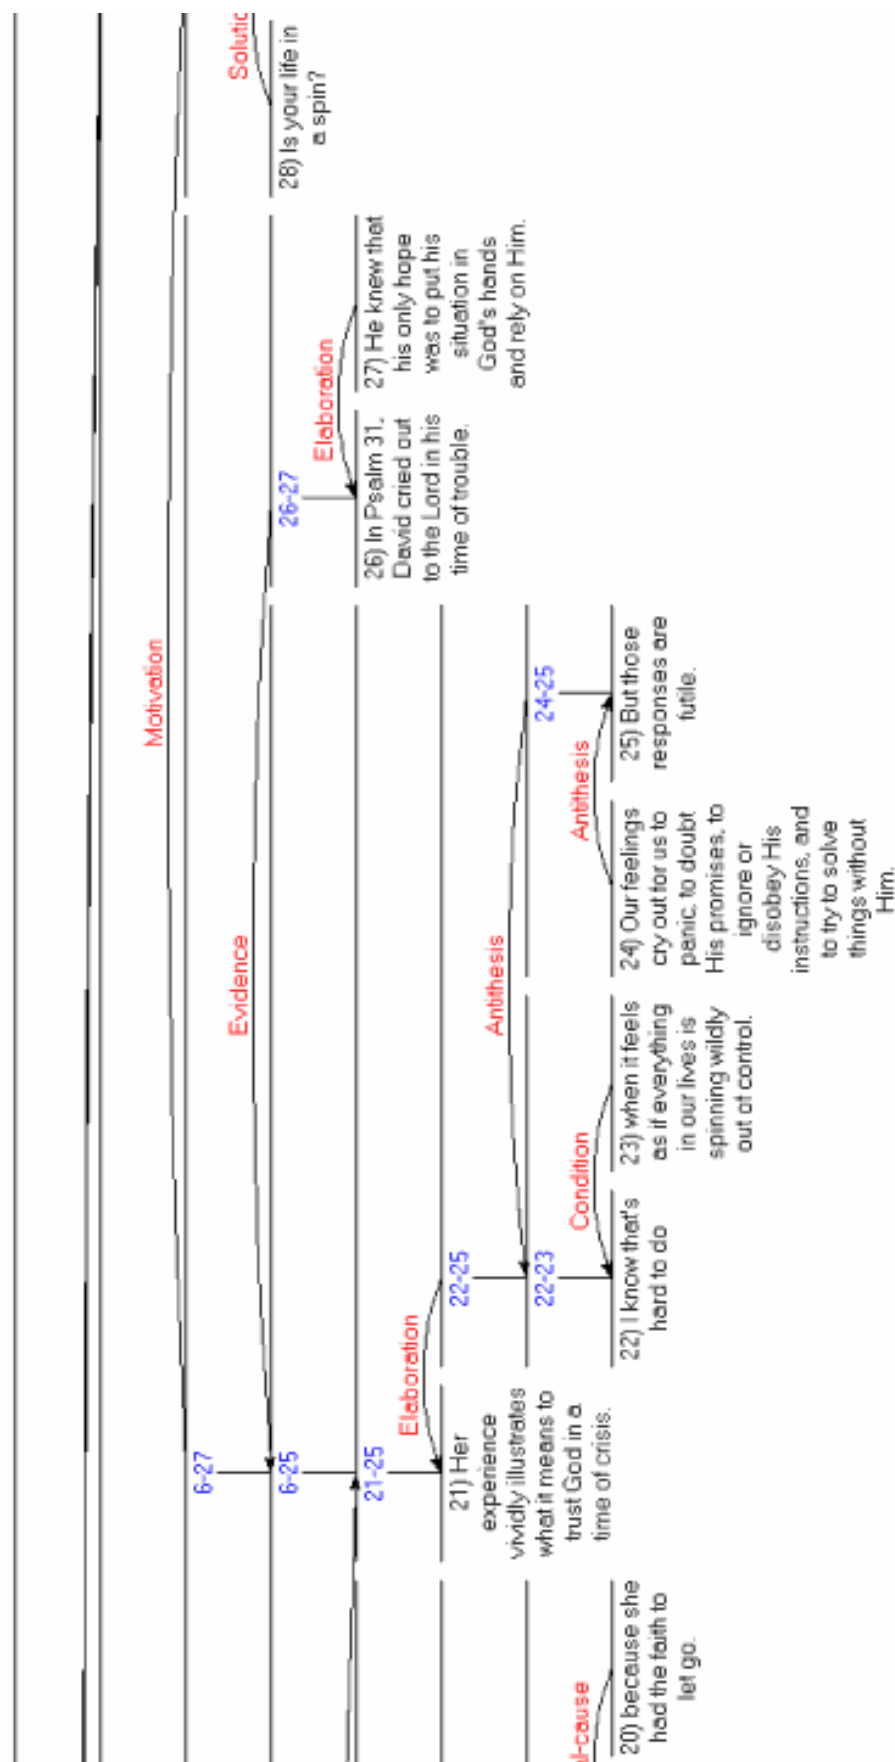 Motivation
Evidence
6-27
6-25
21-25
Elaboration
22-25
Antithesis
22-23
24-25
26-27
Elaboration
20) because she
had the faith to
let go.
21) Her
experience
vividly illustrates
what it means to
trust God in a
time of crisis.
Condition
22) I know that's
hard to do
23) when it feels
as if everything
in our lives is
spinning wildly
out of control.
Antithesis
24) Our feelings
cry out for us to
panic, to doubt
His promises, to
ignore or
disobey His
instructions, and
to try to solve
things without
Him.
25) But those
responses are
futile.
26) In Psalm 31,
David cried out
to the Lord in his
time of trouble.
27) He knew that
his only hope
was to put his
situation in
God's hands
and rely on Him.
28) Is your life in
a spin?